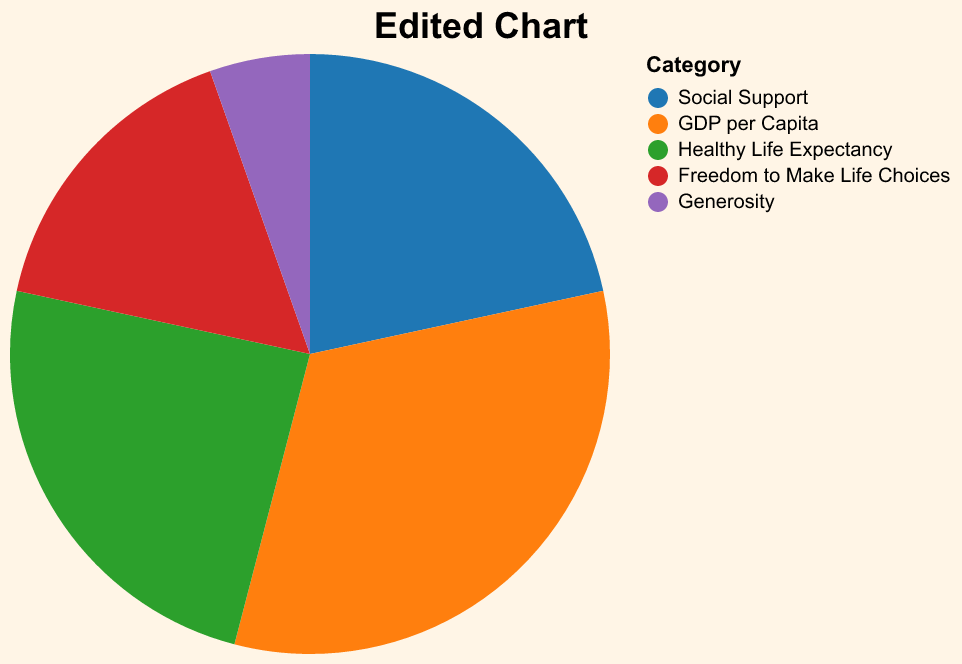 Edited Chart
Category
Social Support
GDP per Capita
Healthy Life Expectancy
Freedom to Make Life Choices
Generosity